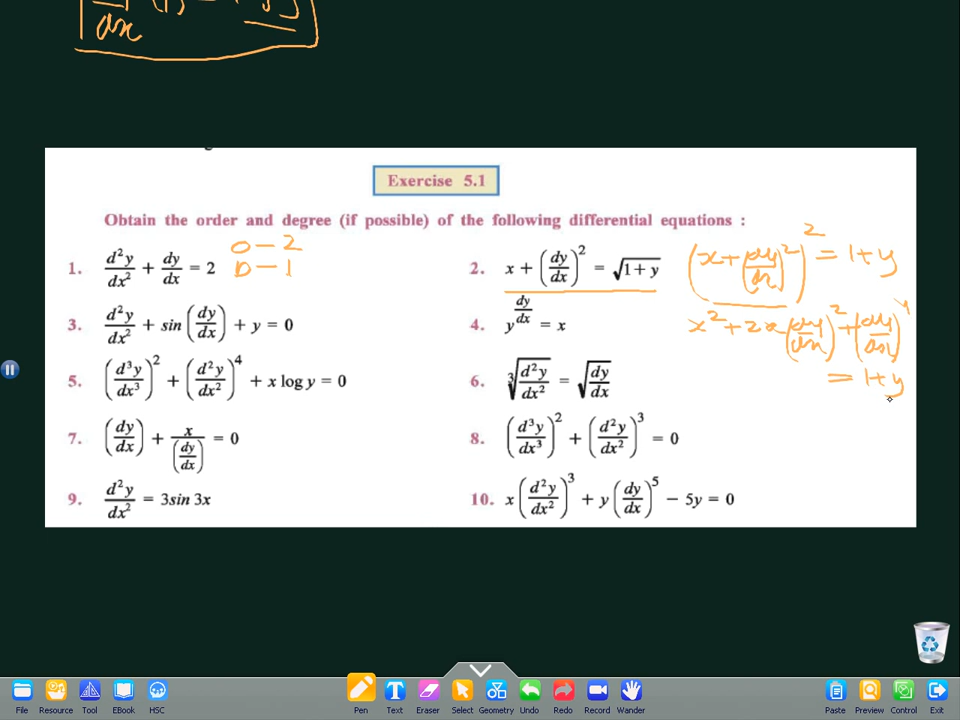 dx
Exercise 5.1
Obtain the order and degree (if possible) of the following differential equations :
1. d²y/dx² + dy/dx = 2
O – 2
D – 1
2. x + (dy/dx)² = √(1 + y)
(x + (dy/dx)²)² = 1+y
x² + 2x(dy/dx)² + (dy/dx)⁴
= 1+y
3. d²y/dx² + sin (dy/dx) + y = 0
4. y^(dy/dx) = x
5. (d³y/dx³)² + (d²y/dx²)⁴ + x log y = 0
6. ³√(d²y/dx²) = √(dy/dx)
7. (dy/dx) + x/(dy/dx) = 0
8. (d³y/dx³)² + (d²y/dx²)³ = 0
9. d²y/dx² = 3sin 3x
10. x (d²y/dx²)³ + y (dy/dx)⁵ − 5y = 0
File Resource Tool EBook HSC Pen Text Eraser Select Geometry Undo Redo Record Wander Paste Preview Control Exit